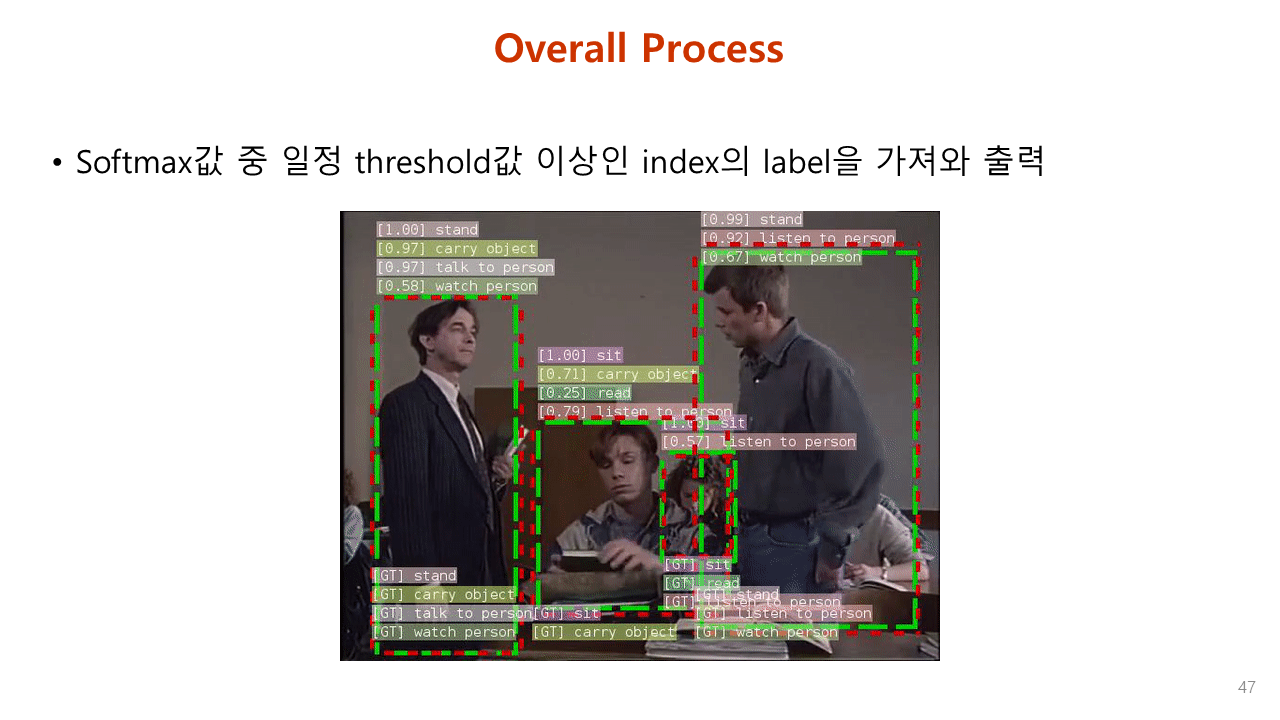 Overall Process
• Softmax값 중 일정 threshold값 이상인 index의 label을 가져와 출력
[1.00] stand
[0.97] carry object
[0.97] talk to person
[0.58] watch person
[0.99] stand
[0.92] listen to person
[0.67] watch person
[1.00] sit
[0.71] carry object
[0.25] read
[0.79] listen to person
[1.00] sit
[0.57] listen to person
[GT] stand
[GT] carry object
[GT] talk to person
[GT] watch person
[GT] sit
[GT] carry object
[GT] sit
[GT] read
[GT] listen to person
[GT] stand
[GT] listen to person
[GT] watch person
47